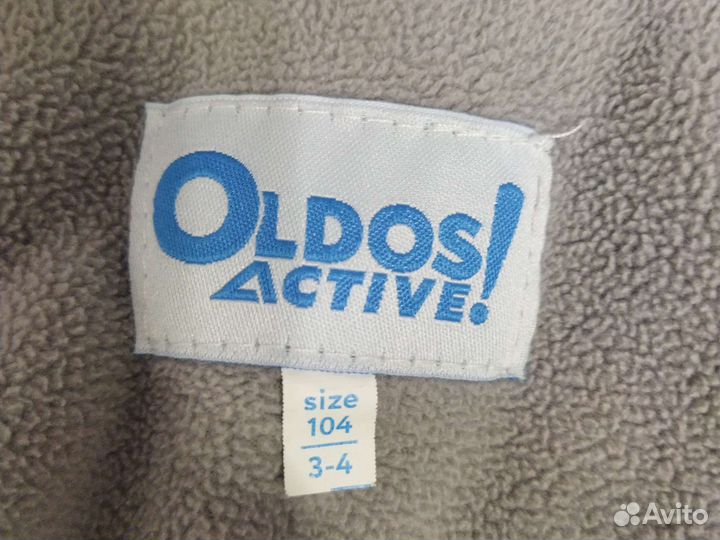 OLDOS!
ACTIVE
size
104
3-4
Avito